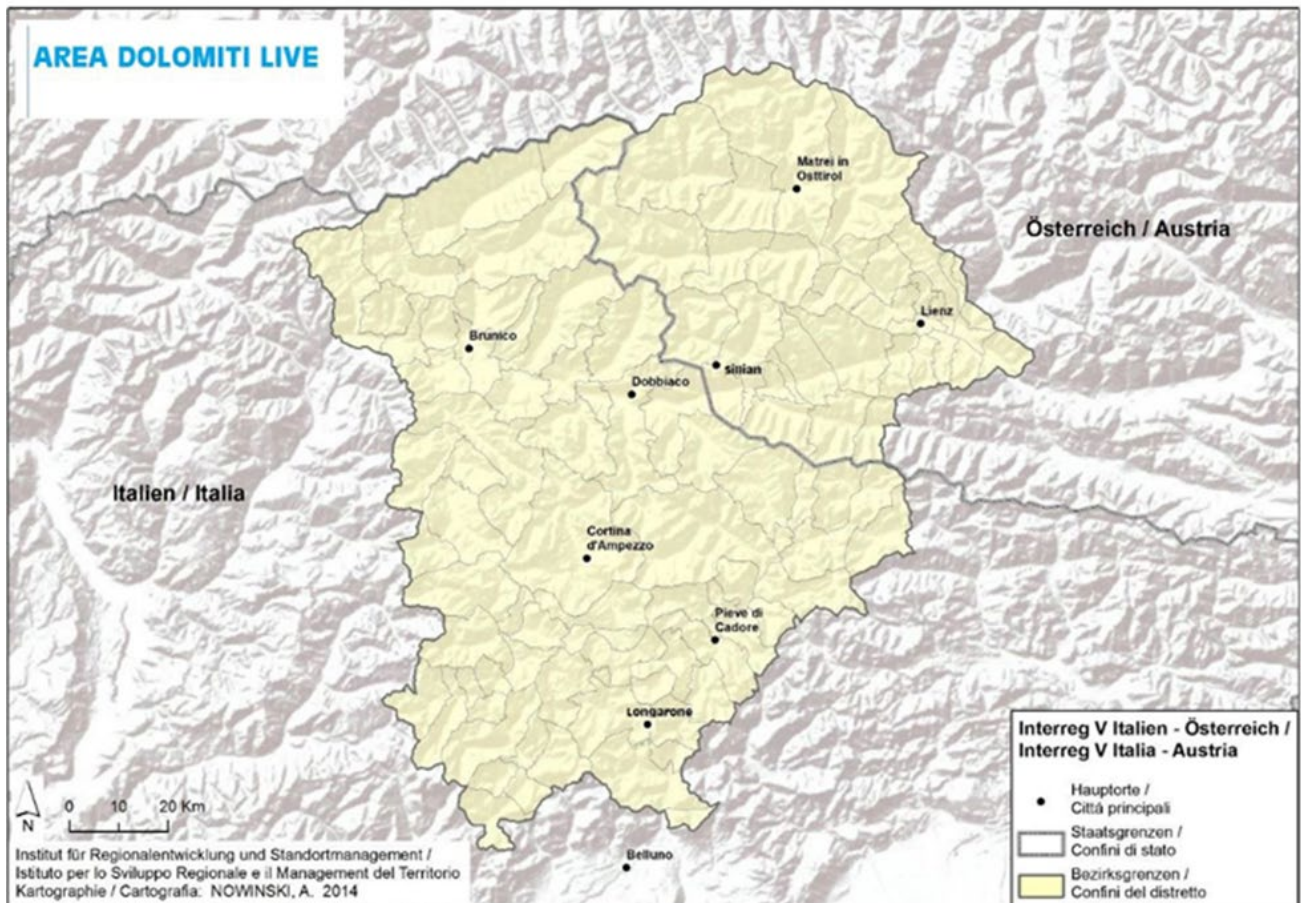 AREA DOLOMITI LIVE
Matrei in
Osttirol
Österreich / Austria
Lienz
Brunico
Sillian
Dobbiaco
Italien / Italia
Cortina
d'Ampezzo
Pieve di
Cadore
Longarone
Belluno
0 10 20 Km
N
Institut für Regionalentwicklung und Standortmanagement /
Istituto per lo Sviluppo Regionale e il Management del Territorio
Kartographie / Cartografia: NOWINSKI, A. 2014
Interreg V Italien - Österreich /
Interreg V Italia - Austria
Hauptorte /
Cittá principali
Staatsgrenzen /
Confini di stato
Bezirksgrenzen /
Confini del distretto